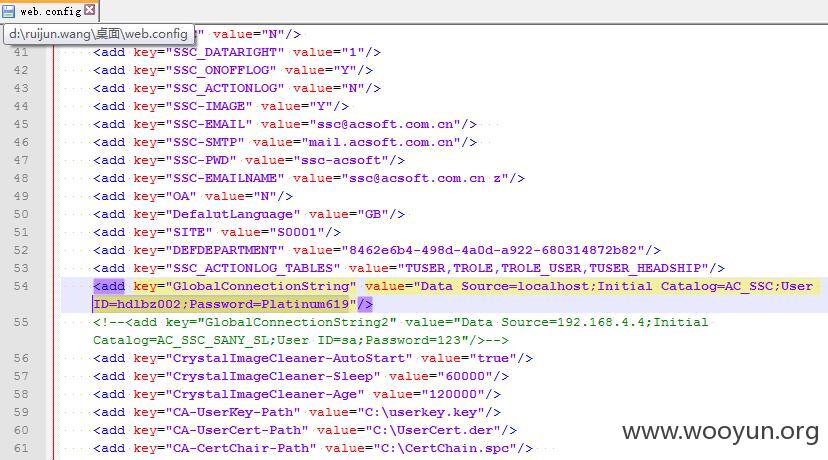 web.config
d:\ruijun.wang\桌面\web.config
" value="N"/>
41 <add key="SSC_DATARIGHT" value="1"/>
42 <add key="SSC_ONOFFLOG" value="Y"/>
43 <add key="SSC_ACTIONLOG" value="N"/>
44 <add key="SSC-IMAGE" value="Y"/>
45 <add key="SSC-EMAIL" value="ssc@acsoft.com.cn"/>
46 <add key="SSC-SMTP" value="mail.acsoft.com.cn"/>
47 <add key="SSC-PWD" value="ssc-acsoft"/>
48 <add key="SSC-EMAILNAME" value="ssc@acsoft.com.cn z"/>
49 <add key="OA" value="N"/>
50 <add key="DefalutLanguage" value="GB"/>
51 <add key="SITE" value="S0001"/>
52 <add key="DEFDEPARTMENT" value="8462e6b4-498d-4a0d-a922-680314872b82"/>
53 <add key="SSC_ACTIONLOG_TABLES" value="TUSER,TROLE,TROLE_USER,TUSER_HEADSHIP"/>
54 <add key="GlobalConnectionString" value="Data Source=localhost;Initial Catalog=AC_SSC;User
ID=hdlbz002;Password=Platinum619"/>
55 <!--<add key="GlobalConnectionString2" value="Data Source=192.168.4.4;Initial
Catalog=AC_SSC_SANY_SL;User ID=sa;Password=123"/>-->
56 <add key="CrystalImageCleaner-AutoStart" value="true"/>
57 <add key="CrystalImageCleaner-Sleep" value="60000"/>
58 <add key="CrystalImageCleaner-Age" value="120000"/>
59 <add key="CA-UserKey-Path" value="C:\userkey.key"/>
60 <add key="CA-UserCert-Path" value="C:\UserCert.der"/>
61 <add key="CA-CertChair-Path" value="C:\CertChain.spc"/>
www.wooyun.org